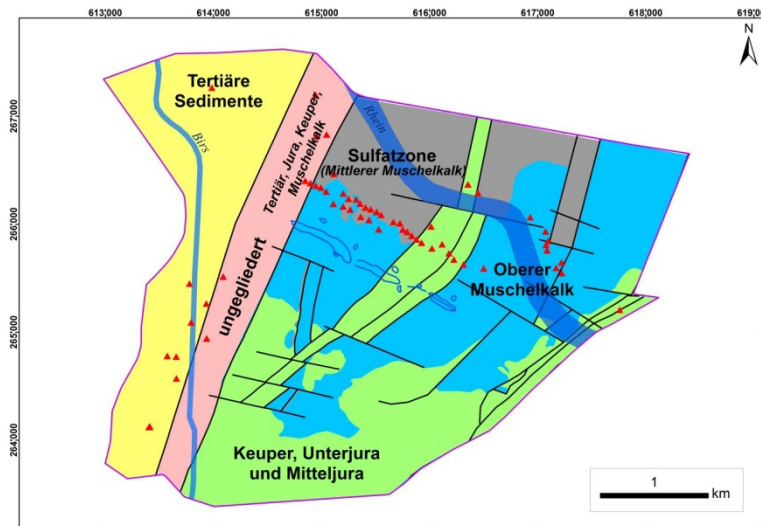 613'000 614'000 615'000 616'000 617'000 618'000 619'0
N
267'000
266'000
265'000
264'000
Tertiäre
Sedimente
Birs
Tertiär, Jura, Keuper,
Muschelkalk
ungegliedert
Rhein
Sulfatzone
(Mittlerer Muschelkalk)
Oberer
Muschelkalk
Keuper, Unterjura
und Mitteljura
1
km